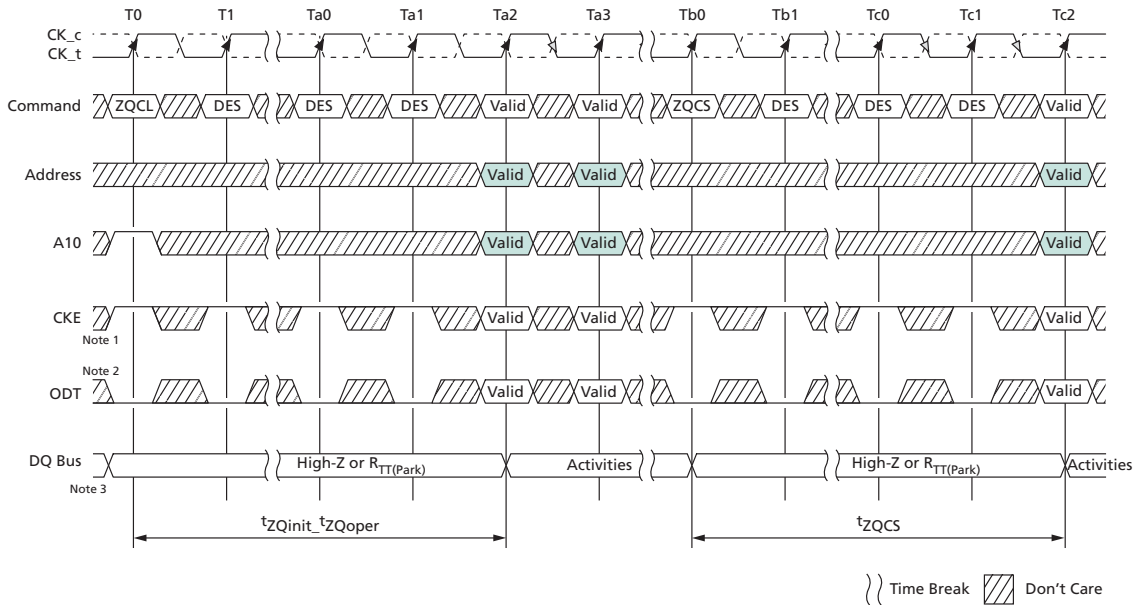 T0 T1 Ta0 Ta1 Ta2 Ta3 Tb0 Tb1 Tc0 Tc1 Tc2
CK_c
CK_t
Command ZQCL DES DES DES Valid Valid ZQCS DES DES DES Valid
Address Valid Valid Valid
A10 Valid Valid Valid
CKE Valid Valid Valid
Note 1
Note 2
ODT Valid Valid Valid
DQ Bus High-Z or RTT(Park) Activities High-Z or RTT(Park) Activities
Note 3
tZQinit_tZQoper tZQCS
Time Break Don't Care